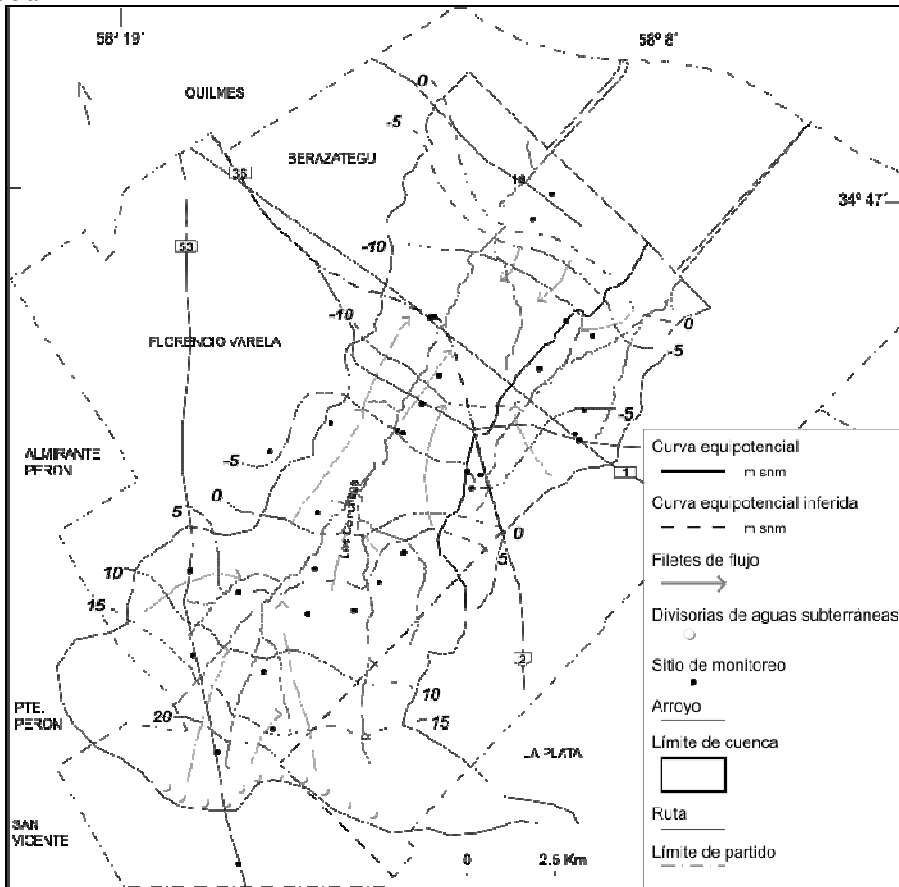 58° 19'
58° 8'
QUILMES
0
-5
BERAZATEGU
36
34° 47'
53
-10
-10
0
FLORENCIO VARELA
-5
-5
ALMIRANTE
PERON
-5
0
1
5
0
5
10
15
2
10
15
PTE.
PERON
20
LA PLATA
SAN
VICENTE
0 2.5 Km
Curva equipotencial
m snm
Curva equipotencial inferida
m snm
Filetes de flujo
Divisorias de aguas subterráneas
Sitio de monitoreo
Arroyo
Límite de cuenca
Ruta
Límite de partido